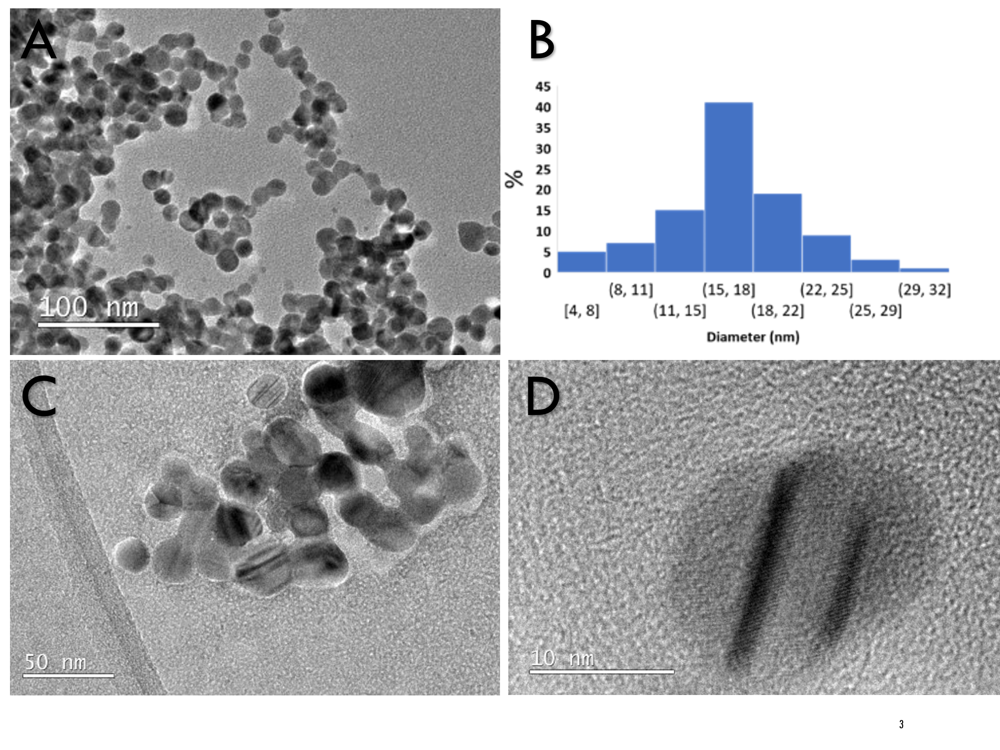 A
100 nm
B
45
40
35
30
25
20
15
10
5
0
%
(8, 11] (15, 18] (22, 25] (29, 32]
[4, 8] (11, 15] (18, 22] (25, 29]
Diameter (nm)
C
50 nm
D
10 nm
3